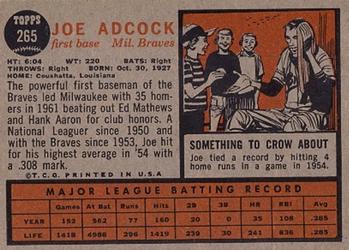 TOPPS
265
JOE ADCOCK
first base Mil. Braves
HT: 6:04 WT: 220 BATS: Right
THROWS: Right BORN: Oct. 30, 1927
HOME: Coushatta, Louisiana
The powerful first baseman of the
Braves led Milwaukee with 35 hom-
ers in 1961 beating out Ed Mathews
and Hank Aaron for club honors. A
National Leaguer since 1950 and
with the Braves since 1953, Joe hit
for his highest average in '54 with
a .308 mark.
©T.C.G. PRINTED IN U.S.A.
SOMETHING TO CROW ABOUT
Joe tied a record by hitting 4
home runs in a game in 1954.
MAJOR LEAGUE BATTING RECORD
Games At Bat Runs Hits 2B 3B HR RBI Avg.
YEAR 152 562 77 160 20 0 35 108 .285
LIFE 1418 4986 1419 239 30 241 836 .285